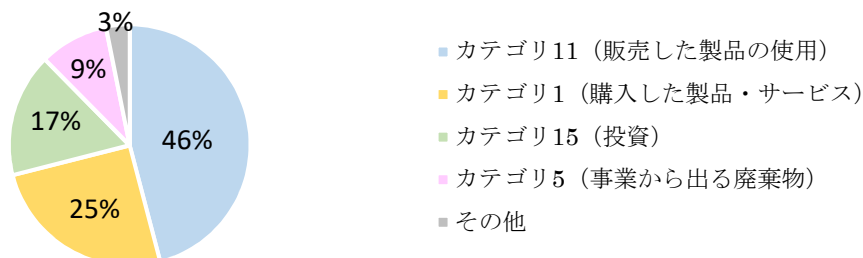 3%
9%
17%
46%
25%
カテゴリ11（販売した製品の使用）
カテゴリ1（購入した製品・サービス）
カテゴリ15（投資）
カテゴリ5（事業から出る廃棄物）
その他